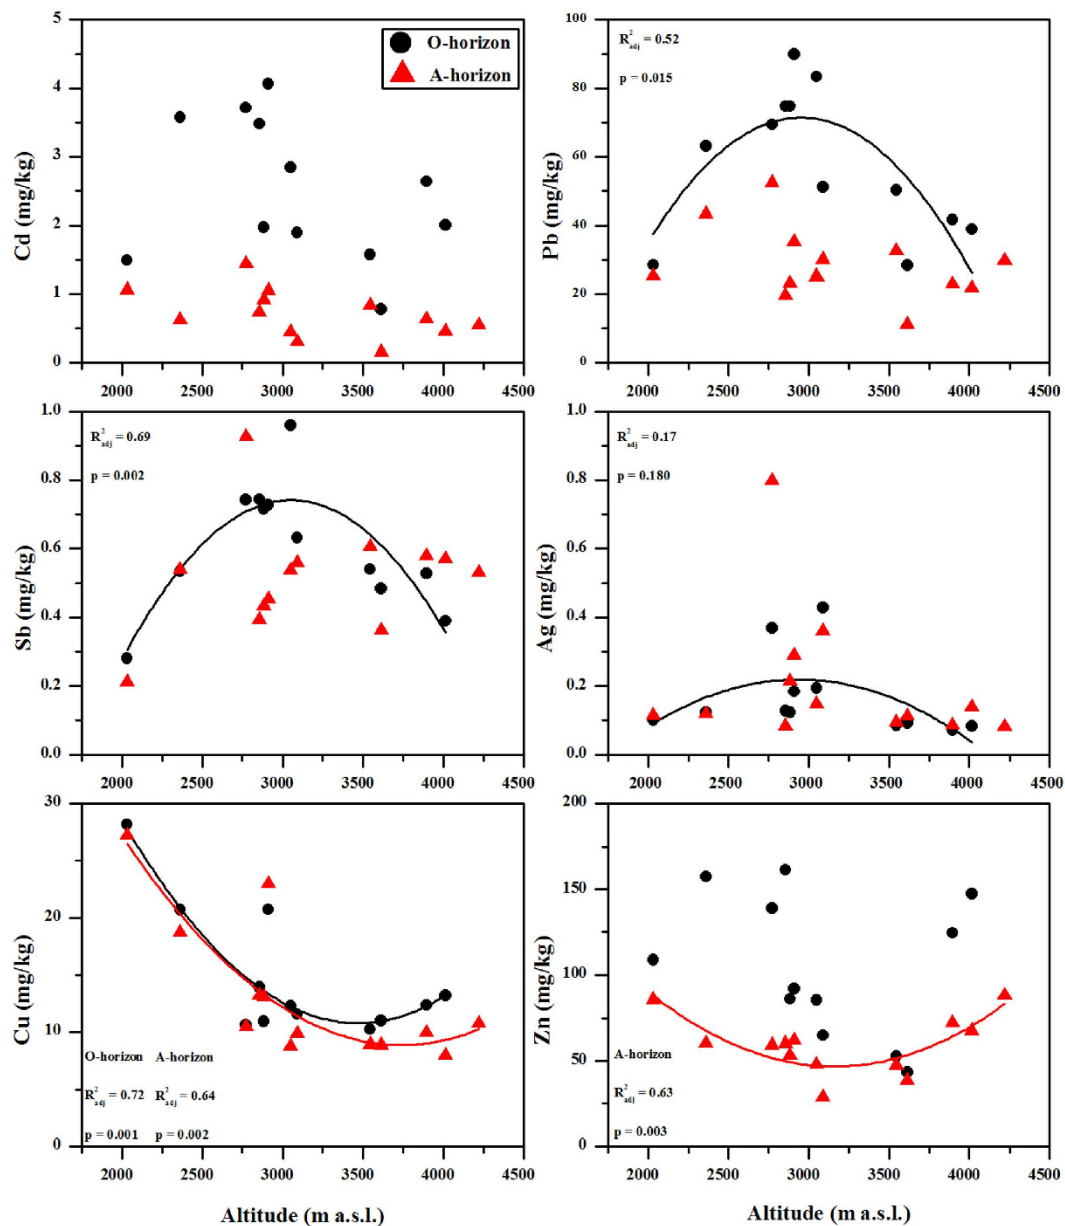 5
4
3
2
1
0
Cd (mg/kg)
O-horizon
A-horizon
2000 2500 3000 3500 4000 4500
100
80
60
40
20
0
Pb (mg/kg)
R²adj = 0.52
p = 0.015
2000 2500 3000 3500 4000 4500
1.0
0.8
0.6
0.4
0.2
0.0
Sb (mg/kg)
R²adj = 0.69
p = 0.002
2000 2500 3000 3500 4000 4500
1.0
0.8
0.6
0.4
0.2
0.0
Ag (mg/kg)
R²adj = 0.17
p = 0.180
2000 2500 3000 3500 4000 4500
30
20
10
0
Cu (mg/kg)
O-horizon A-horizon
R²adj = 0.72 R²adj = 0.64
p = 0.001 p = 0.002
2000 2500 3000 3500 4000 4500
Altitude (m a.s.l.)
200
150
100
50
0
Zn (mg/kg)
A-horizon
R²adj = 0.63
p = 0.003
2000 2500 3000 3500 4000 4500
Altitude (m a.s.l.)